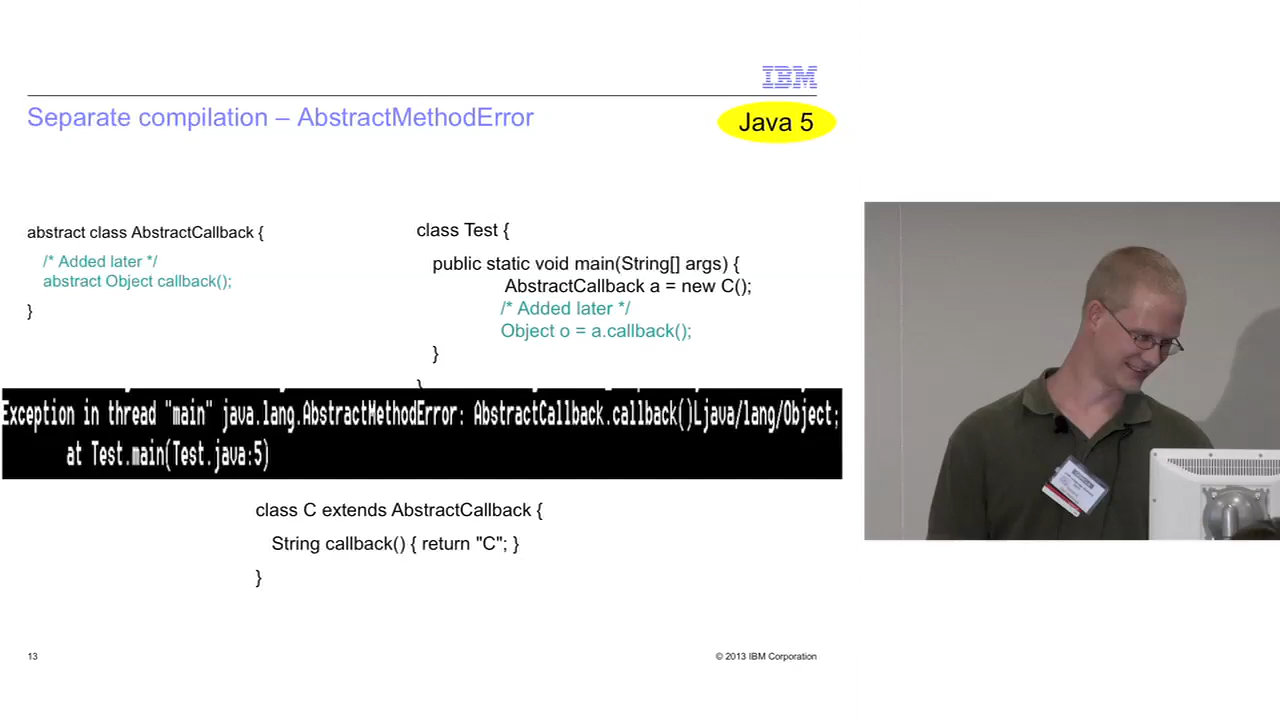 IBM
Separate compilation – AbstractMethodError
Java 5
abstract class AbstractCallback {
/* Added later */
abstract Object callback();
}
class Test {
public static void main(String[] args) {
AbstractCallback a = new C();
/* Added later */
Object o = a.callback();
}
}
Exception in thread "main" java.lang.AbstractMethodError: AbstractCallback.callback()Ljava/lang/Object;
at Test.main(Test.java:5)
class C extends AbstractCallback {
String callback() { return "C"; }
}
13
© 2013 IBM Corporation